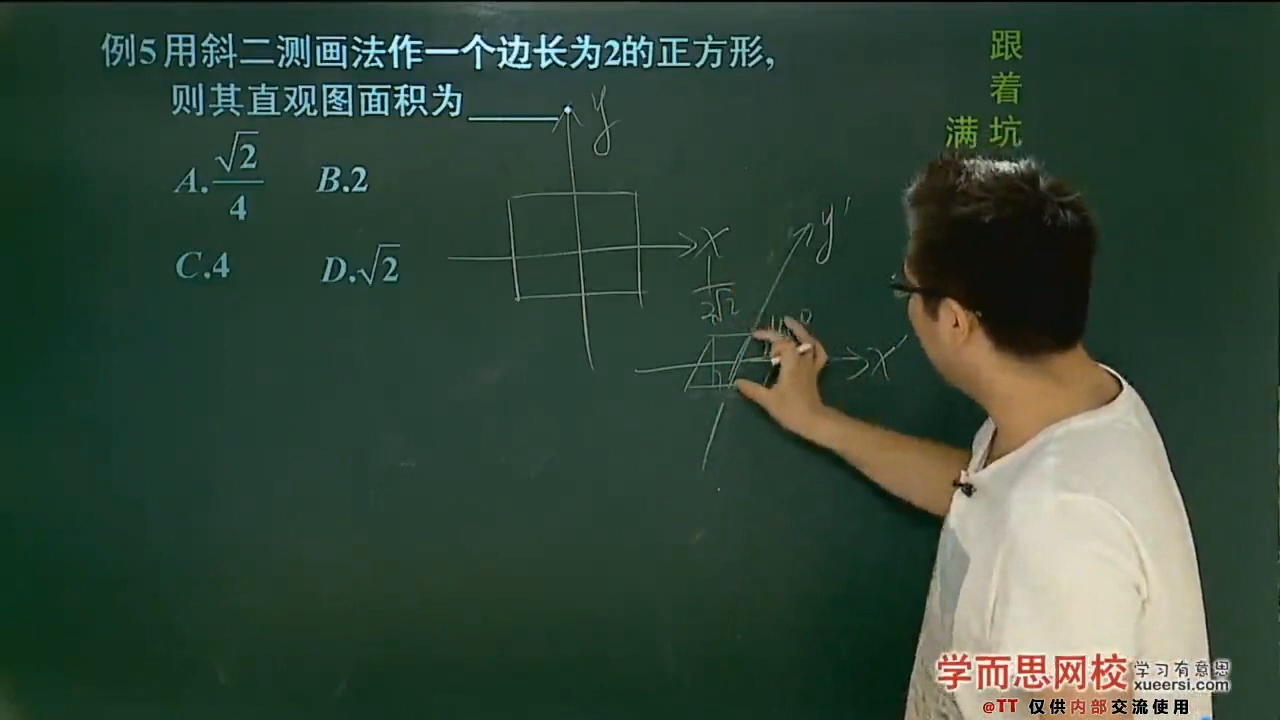 例5用斜二测画法作一个边长为2的正方形,
则其直观图面积为______
A.√2/4 B.2
C.4 D.√2
y
x
1/2√2
y′
x′
跟着坑
满
学而思网校 学习有意思
xueersi.com
@TT 仅供内部交流使用